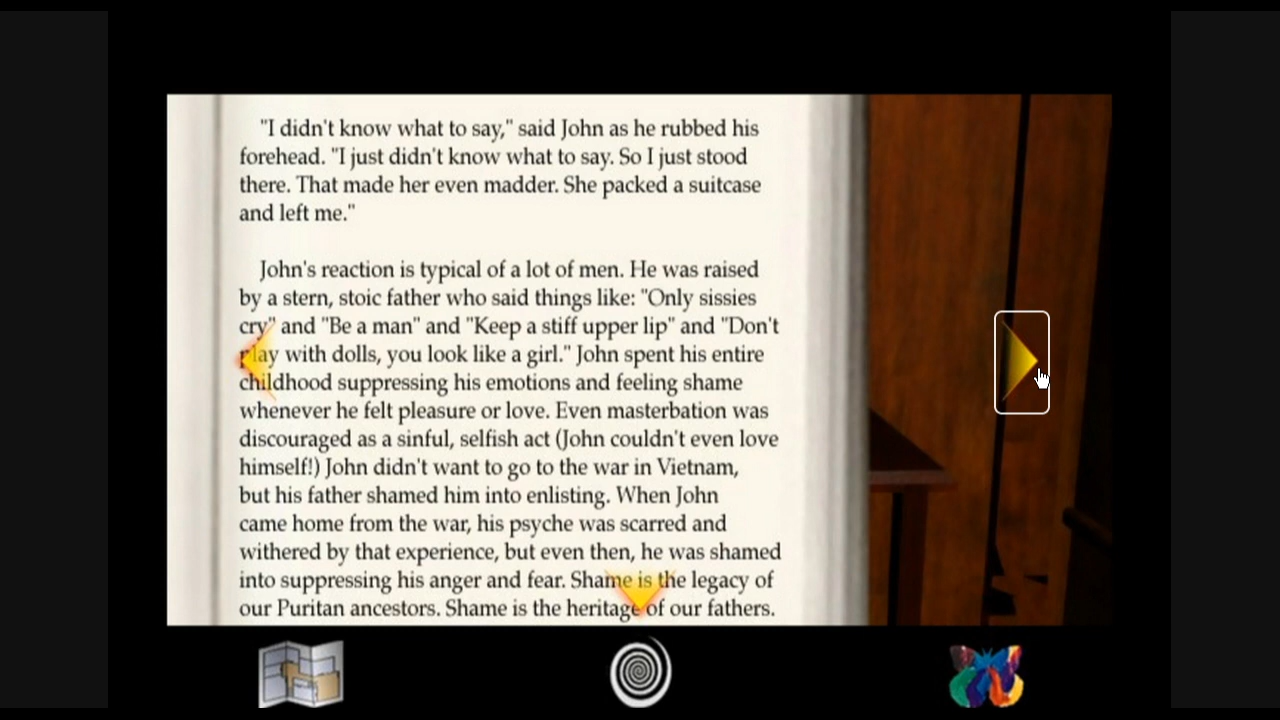 "I didn't know what to say," said John as he rubbed his
forehead. "I just didn't know what to say. So I just stood
there. That made her even madder. She packed a suitcase
and left me."
John's reaction is typical of a lot of men. He was raised
by a stern, stoic father who said things like: "Only sissies
cry" and "Be a man" and "Keep a stiff upper lip" and "Don't
play with dolls, you look like a girl." John spent his entire
childhood suppressing his emotions and feeling shame
whenever he felt pleasure or love. Even masterbation was
discouraged as a sinful, selfish act (John couldn't even love
himself!) John didn't want to go to the war in Vietnam,
but his father shamed him into enlisting. When John
came home from the war, his psyche was scarred and
withered by that experience, but even then, he was shamed
into suppressing his anger and fear. Shame is the legacy of
our Puritan ancestors. Shame is the heritage of our fathers.